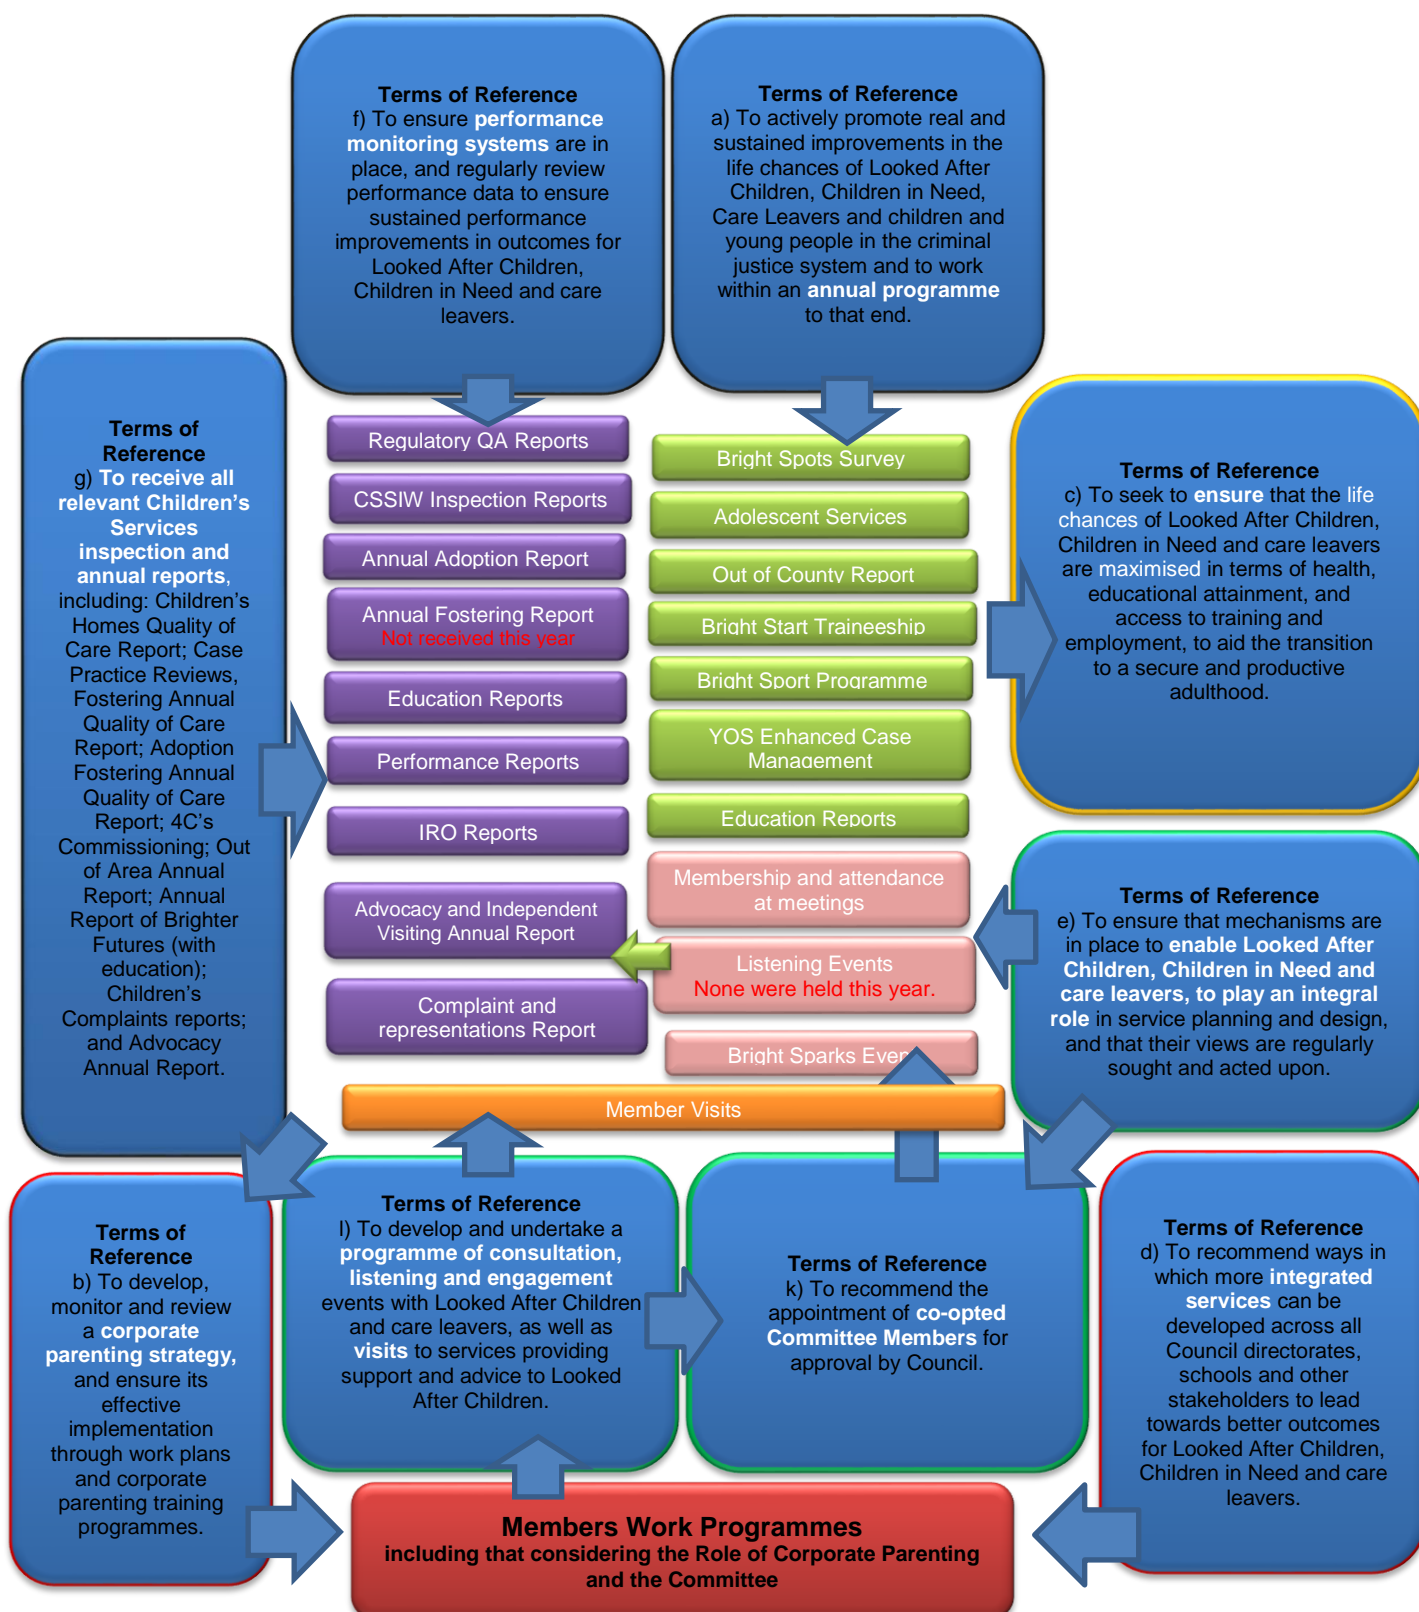 Terms of Reference
f) To ensure performance
monitoring systems are in
place, and regularly review
performance data to ensure
sustained performance
improvements in outcomes for
Looked After Children,
Children in Need and care
leavers.
Terms of Reference
a) To actively promote real and
sustained improvements in the
life chances of Looked After
Children, Children in Need,
Care Leavers and children and
young people in the criminal
justice system and to work
within an annual programme
to that end.
Terms of
Reference
g) To receive all
relevant Children’s
Services
inspection and
annual reports,
including: Children’s
Homes Quality of
Care Report; Case
Practice Reviews,
Fostering Annual
Quality of Care
Report; Adoption
Fostering Annual
Quality of Care
Report; 4C’s
Commissioning; Out
of Area Annual
Report; Annual
Report of Brighter
Futures (with
education);
Children’s
Complaints reports;
and Advocacy
Annual Report.
Regulatory QA Reports
CSSIW Inspection Reports
Annual Adoption Report
Annual Fostering Report
Not received this year
Education Reports
Performance Reports
IRO Reports
Advocacy and Independent
Visiting Annual Report
Complaint and
representations Report
Bright Spots Survey
Adolescent Services
Out of County Report
Bright Start Traineeship
Bright Sport Programme
YOS Enhanced Case
Management
Education Reports
Membership and attendance
at meetings
Listening Events
None were held this year.
Bright Sparks Even
Member Visits
Terms of Reference
c) To seek to ensure that the life
chances of Looked After Children,
Children in Need and care leavers
are maximised in terms of health,
educational attainment, and
access to training and
employment, to aid the transition
to a secure and productive
adulthood.
Terms of Reference
e) To ensure that mechanisms are
in place to enable Looked After
Children, Children in Need and
care leavers, to play an integral
role in service planning and design,
and that their views are regularly
sought and acted upon.
Terms of
Reference
b) To develop,
monitor and review
a corporate
parenting strategy,
and ensure its
effective
implementation
through work plans
and corporate
parenting training
programmes.
Terms of Reference
l) To develop and undertake a
programme of consultation,
listening and engagement
events with Looked After Children
and care leavers, as well as
visits to services providing
support and advice to Looked
After Children.
Terms of Reference
k) To recommend the
appointment of co-opted
Committee Members for
approval by Council.
Terms of Reference
d) To recommend ways in
which more integrated
services can be
developed across all
Council directorates,
schools and other
stakeholders to lead
towards better outcomes
for Looked After Children,
Children in Need and care
leavers.
Members Work Programmes
including that considering the Role of Corporate Parenting
and the Committee